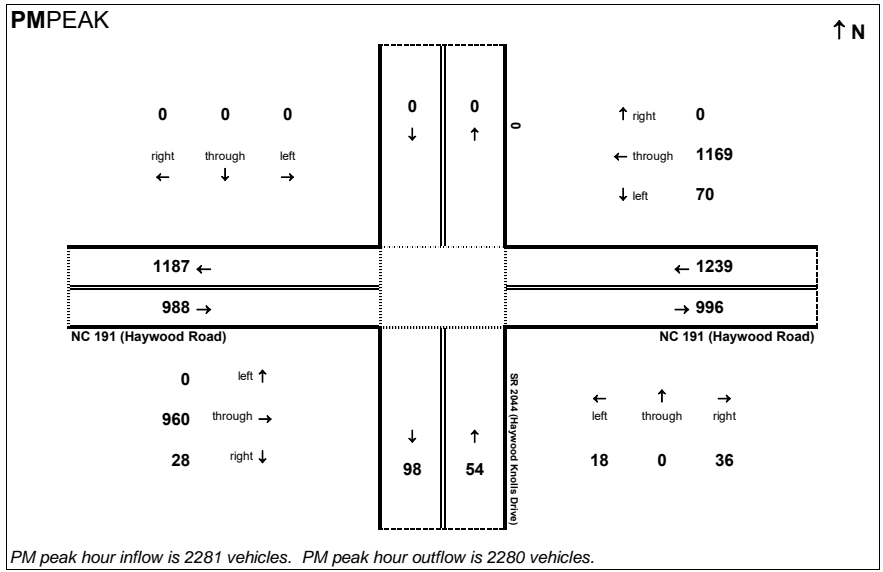 PMPEAK
↑ N
0 0 0
right through left
← ↓ →
0 0
↓ ↑
0
↑ right 0
← through 1169
↓ left 70
1187 ←
← 1239
988 →
→ 996
NC 191 (Haywood Road)
NC 191 (Haywood Road)
0 left ↑
960 through →
28 right ↓
↓ ↑
98 54
SR 2044 (Haywood Knolls Drive)
← ↑ →
left through right
18 0 36
PM peak hour inflow is 2281 vehicles. PM peak hour outflow is 2280 vehicles.